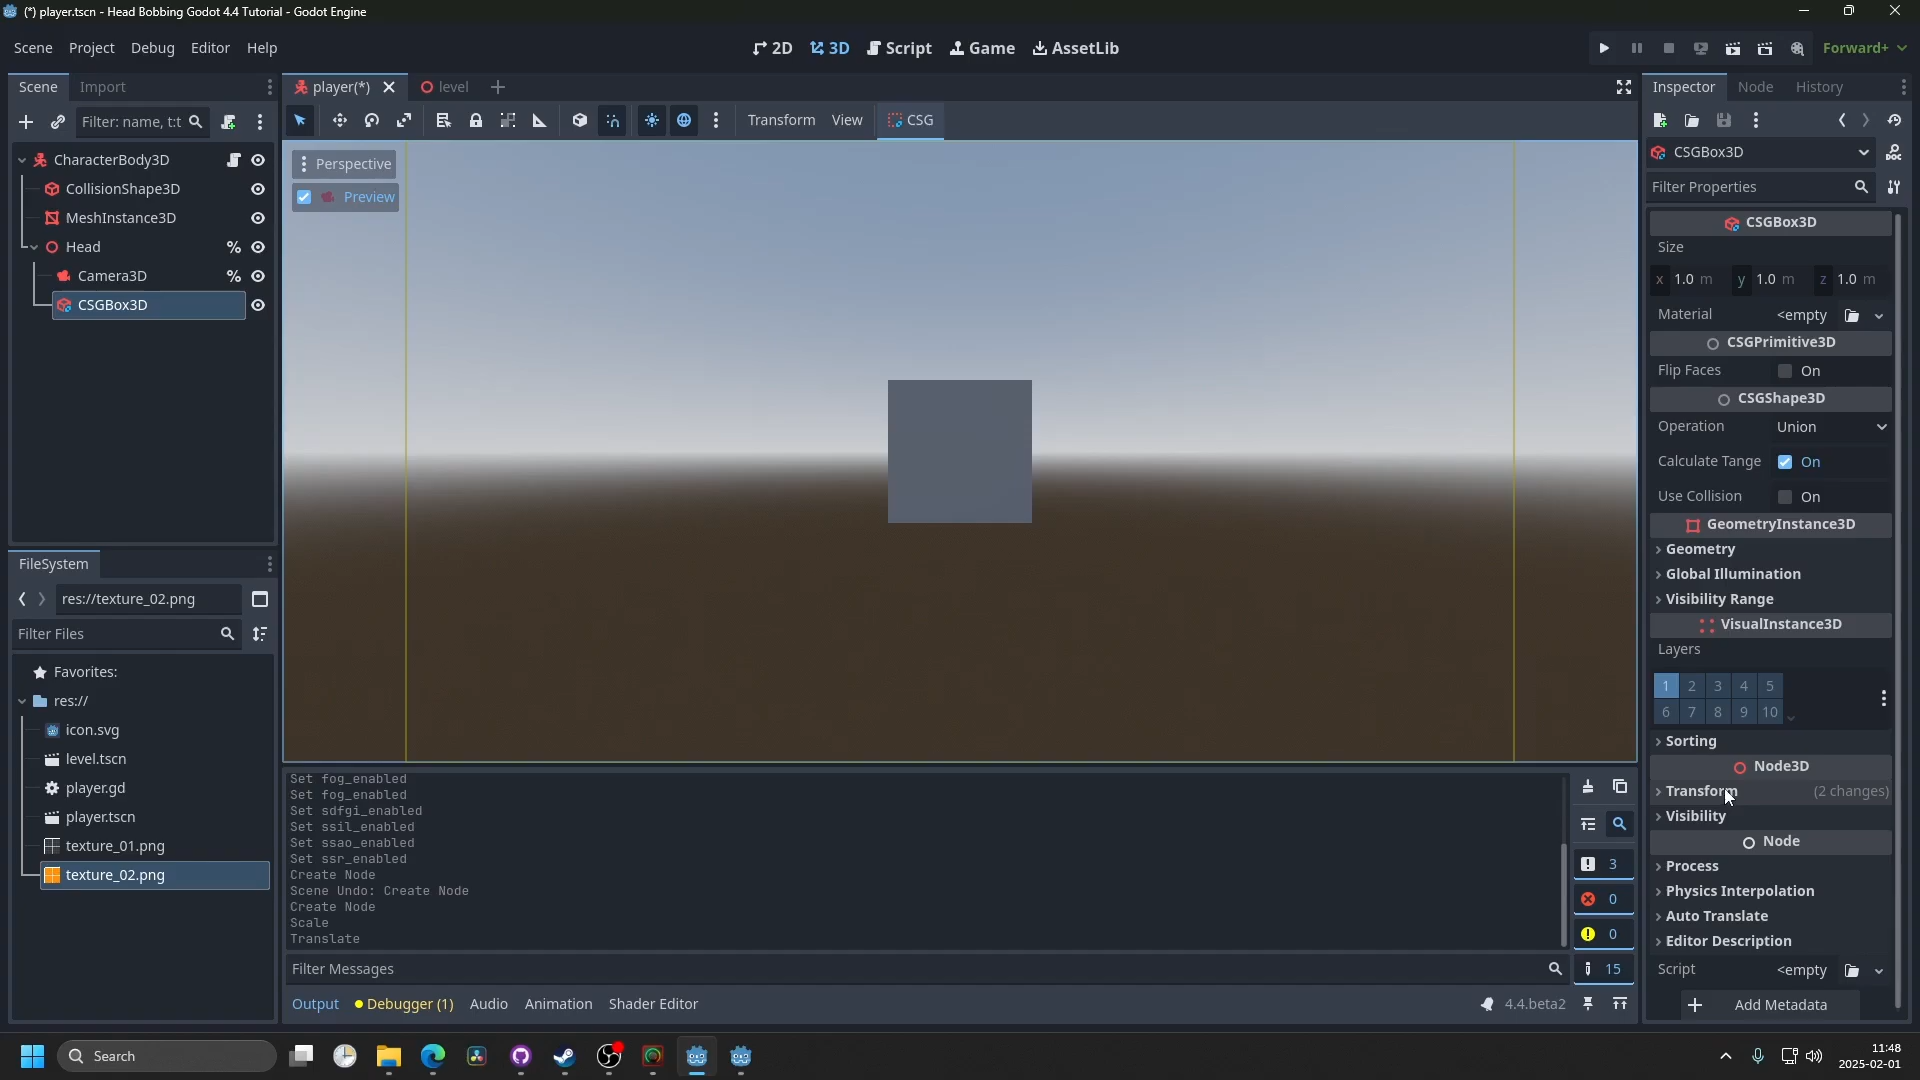 (*) player.tscn - Head Bobbing Godot 4.4 Tutorial - Godot Engine
Scene Project Debug Editor Help
2D 3D Script Game AssetLib
Forward+
Scene Import
player(*) level
Inspector Node History
Filter: name, t:t
Transform View CSG
CharacterBody3D
CollisionShape3D
MeshInstance3D
Head
Camera3D
CSGBox3D
Perspective
Preview
CSGBox3D
Filter Properties
CSGBox3D
Size
x 1.0 m y 1.0 m z 1.0 m
Material <empty
CSGPrimitive3D
Flip Faces On
CSGShape3D
Operation Union
Calculate Tange On
Use Collision On
GeometryInstance3D
Geometry
Global Illumination
Visibility Range
VisualInstance3D
Layers
1 2 3 4 5
6 7 8 9 10
Sorting
Node3D
Transform (2 changes)
Visibility
Node
Process
Physics Interpolation
Auto Translate
Editor Description
Script <empty
Add Metadata
FileSystem
res://texture_02.png
Filter Files
Favorites:
res://
icon.svg
level.tscn
player.gd
player.tscn
texture_01.png
texture_02.png
Set fog_enabled
Set fog_enabled
Set sdfgi_enabled
Set ssil_enabled
Set ssao_enabled
Set ssr_enabled
Create Node
Scene Undo: Create Node
Create Node
Scale
Translate
3
0
0
15
Filter Messages
Output Debugger (1) Audio Animation Shader Editor
4.4.beta2
Search
11:48
2025-02-01